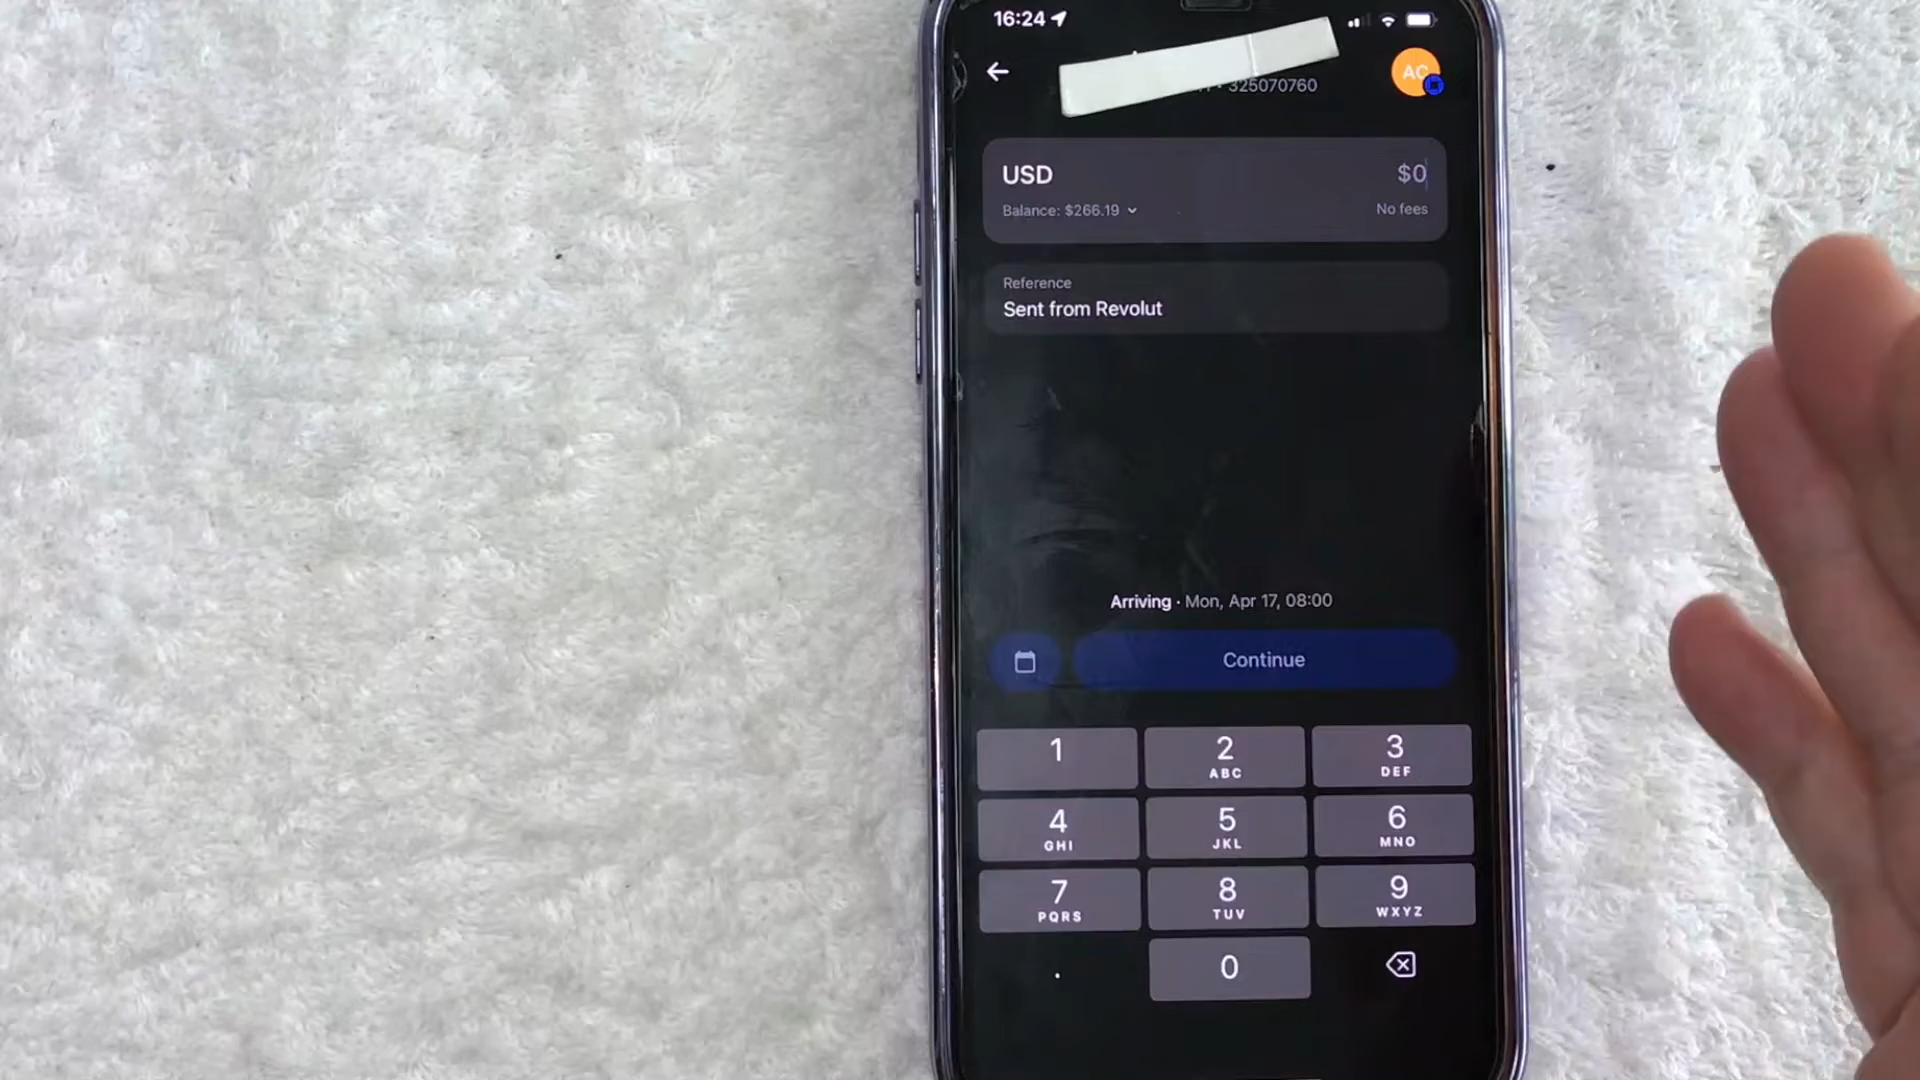 16:24
325070760
AC
USD
$0
Balance: $266.19
No fees
Reference
Sent from Revolut
Arriving · Mon, Apr 17, 08:00
Continue
1
2
ABC
3
DEF
4
GHI
5
JKL
6
MNO
7
PQRS
8
TUV
9
WXYZ
.
0